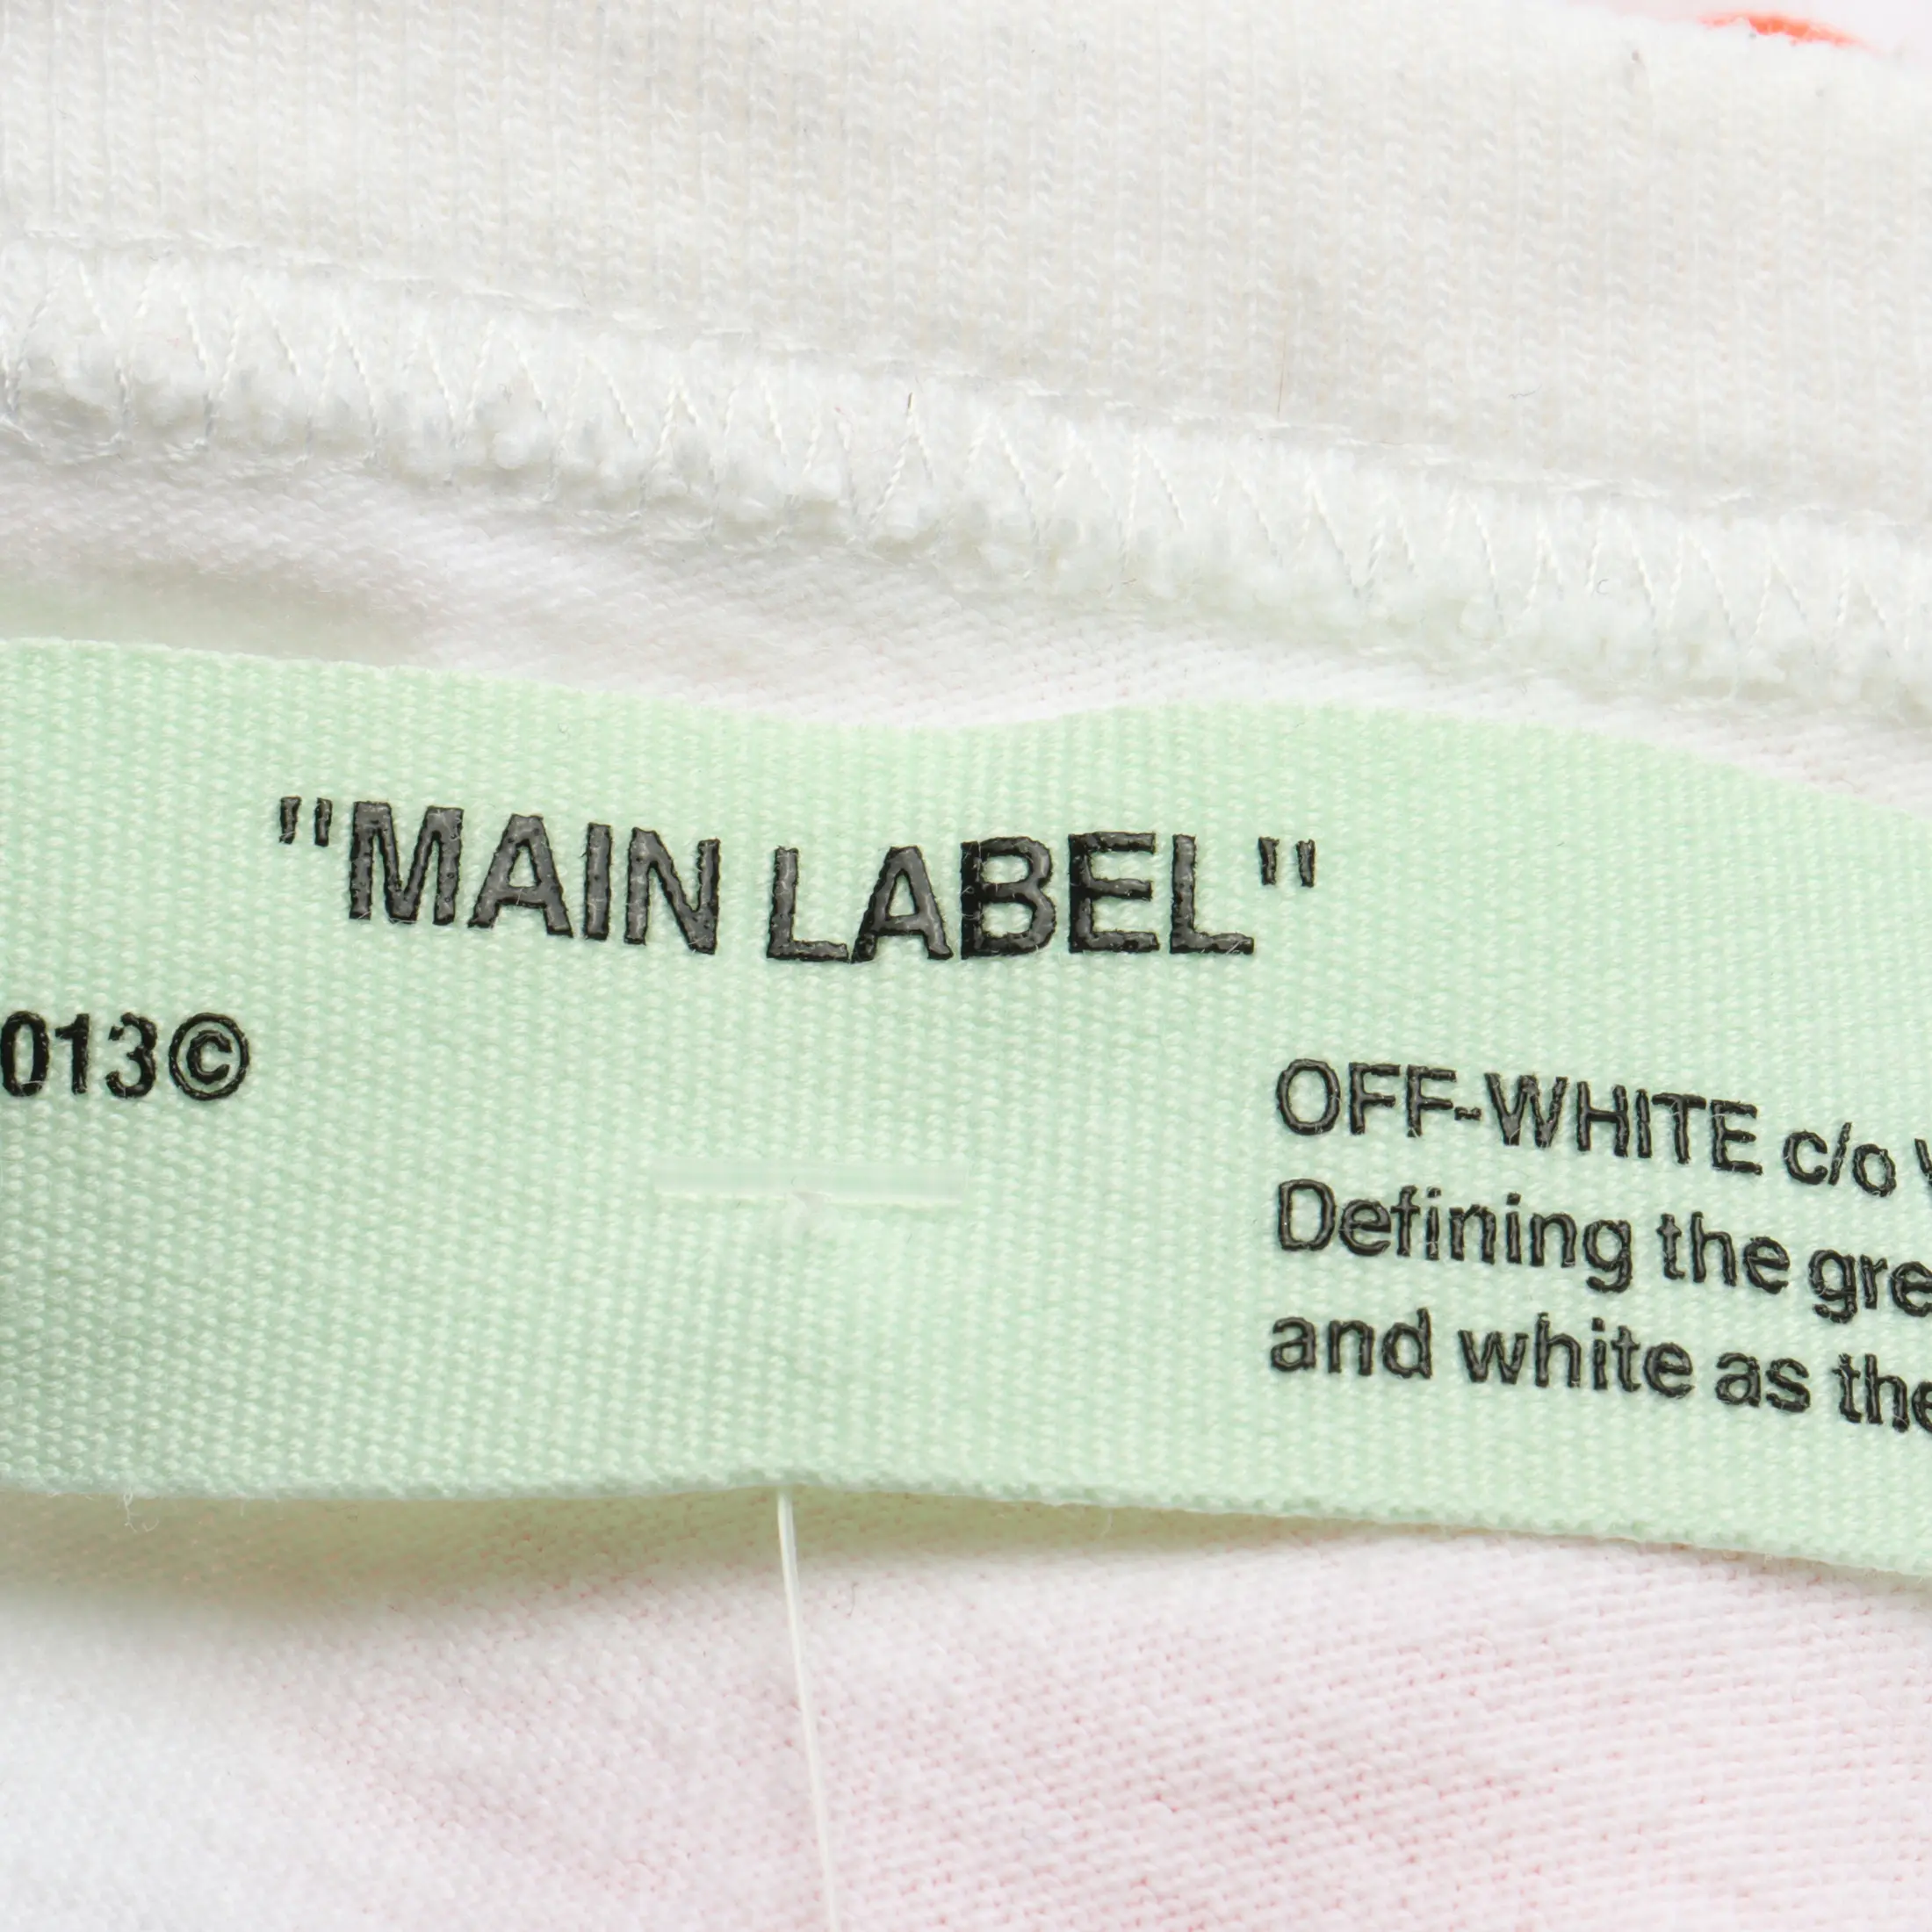 "MAIN LABEL"
013©
OFF-WHITE c/o
Defining the gre
and white as the